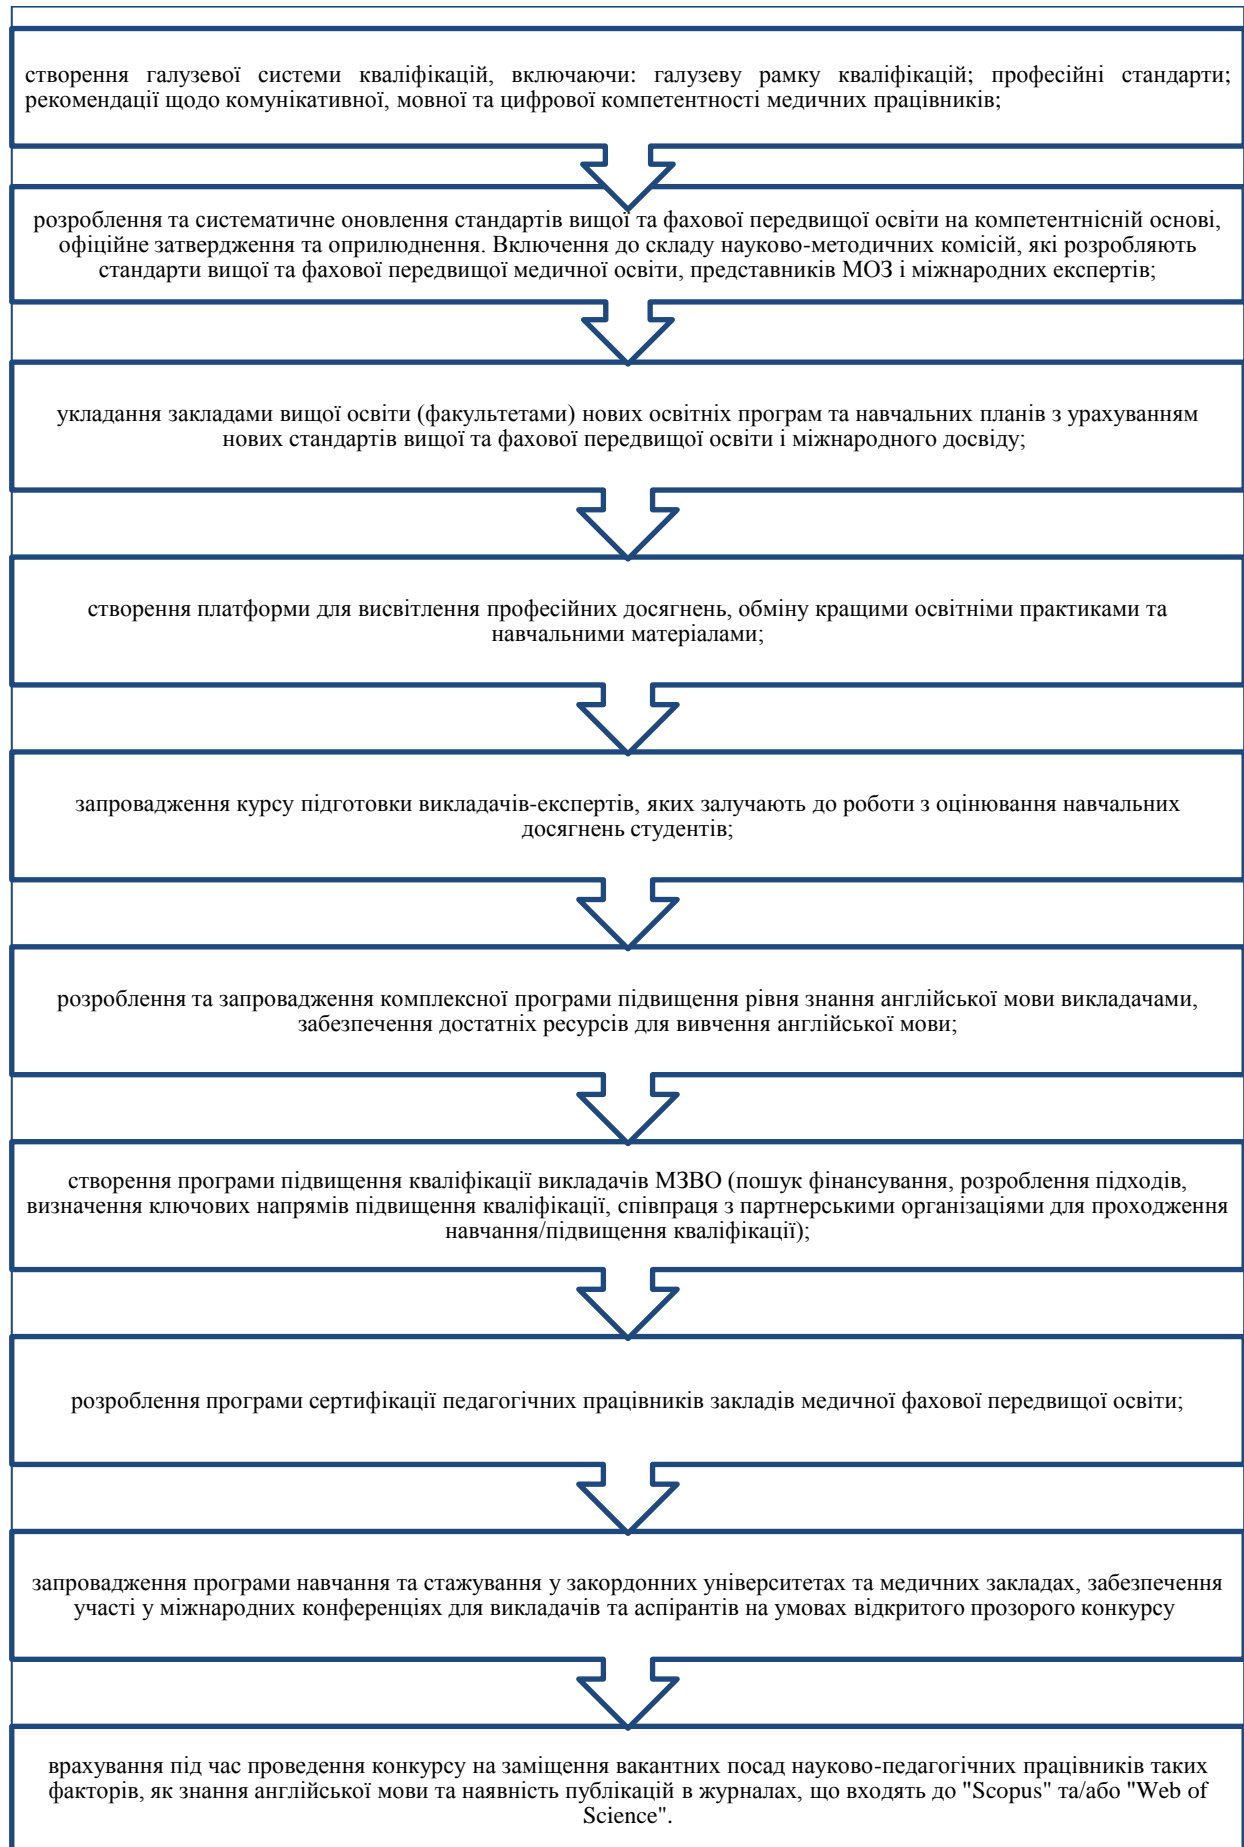 створення галузевої системи кваліфікацій, включаючи: галузеву рамку кваліфікацій; професійні стандарти;
рекомендації щодо комунікативної, мовної та цифрової компетентності медичних працівників;
розроблення та систематичне оновлення стандартів вищої та фахової передвищої освіти на компетентнісній основі,
офіційне затвердження та оприлюднення. Включення до складу науково-методичних комісій, які розробляють
стандарти вищої та фахової передвищої медичної освіти, представників МОЗ і міжнародних експертів;
укладання закладами вищої освіти (факультетами) нових освітніх програм та навчальних планів з урахуванням
нових стандартів вищої та фахової передвищої освіти і міжнародного досвіду;
створення платформи для висвітлення професійних досягнень, обміну кращими освітніми практиками та
навчальними матеріалами;
запровадження курсу підготовки викладачів-експертів, яких залучають до роботи з оцінювання навчальних
досягнень студентів;
розроблення та запровадження комплексної програми підвищення рівня знання англійської мови викладачами,
забезпечення достатніх ресурсів для вивчення англійської мови;
створення програми підвищення кваліфікації викладачів МЗВО (пошук фінансування, розроблення підходів,
визначення ключових напрямів підвищення кваліфікації, співпраця з партнерськими організаціями для проходження
навчання/підвищення кваліфікації);
розроблення програми сертифікації педагогічних працівників закладів медичної фахової передвищої освіти;
запровадження програми навчання та стажування у закордонних університетах та медичних закладах, забезпечення
участі у міжнародних конференціях для викладачів та аспірантів на умовах відкритого прозорого конкурсу
врахування під час проведення конкурсу на заміщення вакантних посад науково-педагогічних працівників таких
факторів, як знання англійської мови та наявність публікацій в журналах, що входять до "Scopus" та/або "Web of
Science".